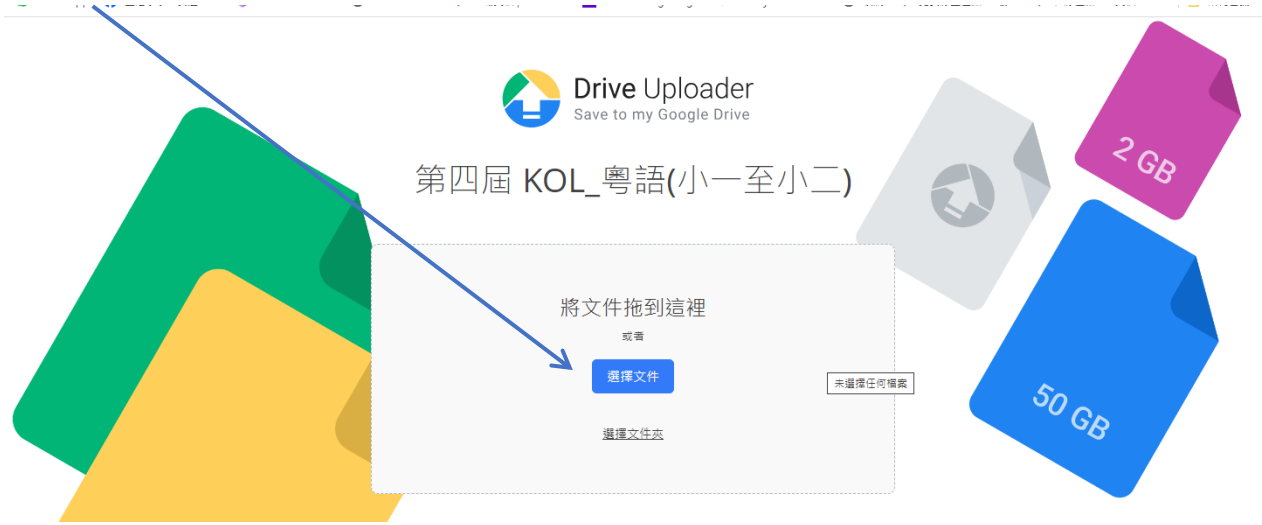 Drive Uploader
Save to my Google Drive
第四屆 KOL_粵語(小一至小二)
將文件拖到這裡
或者
選擇文件
未選擇任何檔案
選擇文件夾
2 GB
50 GB